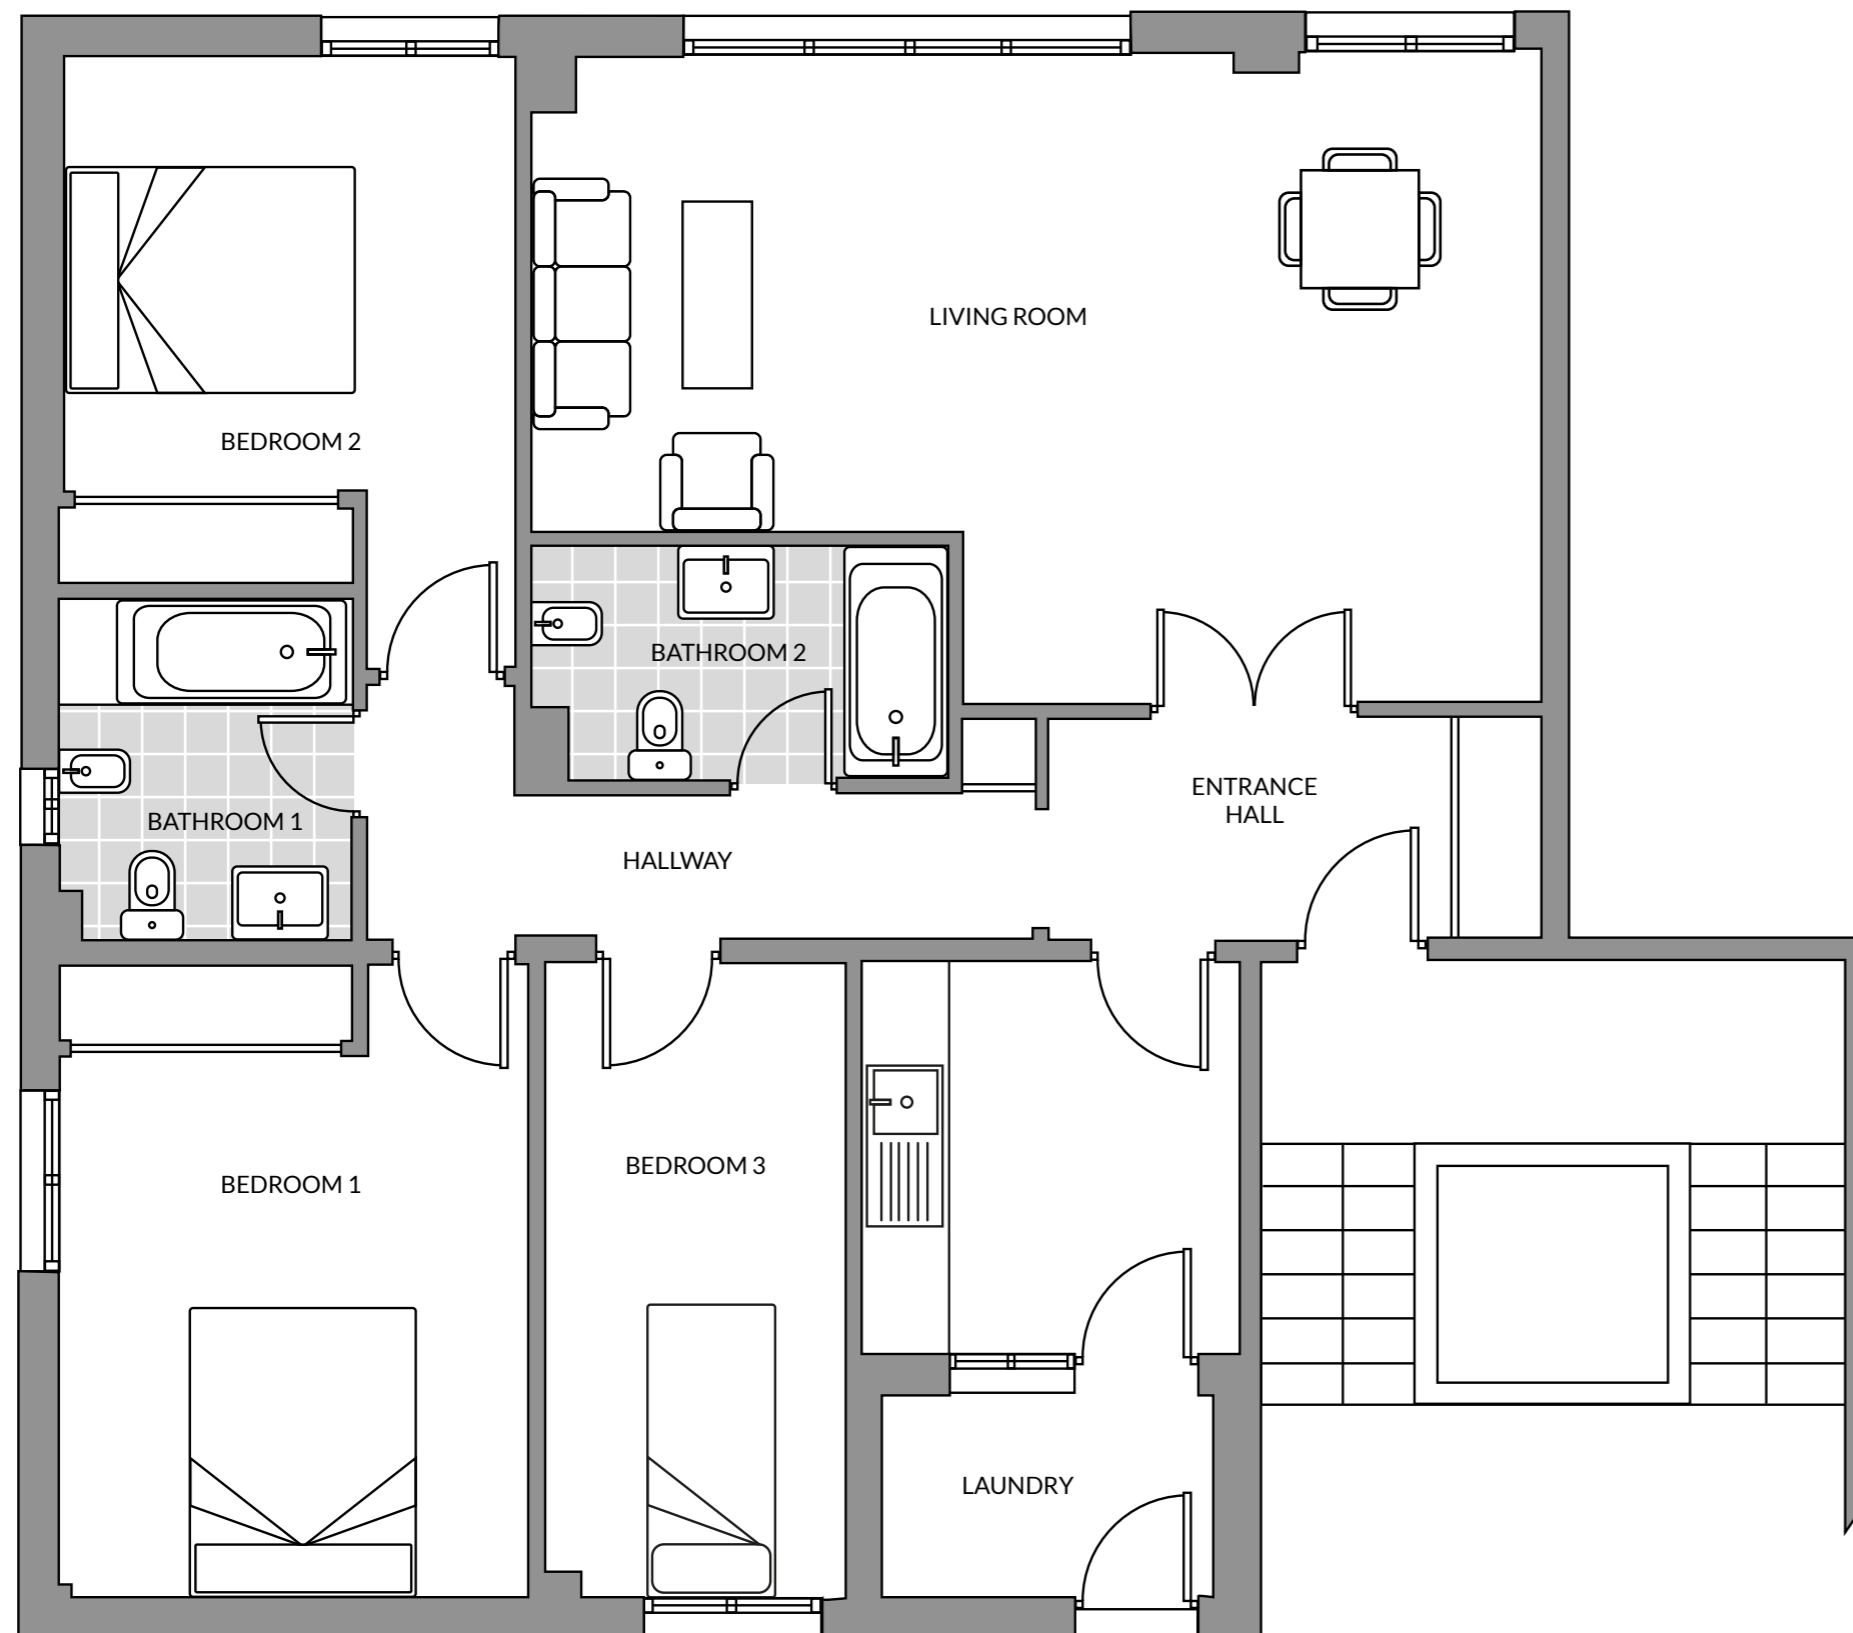 LIVING ROOM
BEDROOM 2
BATHROOM 2
ENTRANCE
HALL
BATHROOM 1
HALLWAY
BEDROOM 3
BEDROOM 1
LAUNDRY